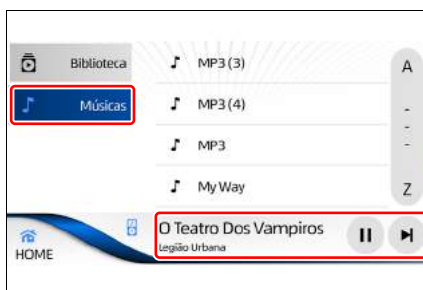 Biblioteca
Músicas
MP3 (3)
MP3 (4)
MP3
My Way
A
-
-
-
Z
HOME
O Teatro Dos Vampiros
Legião Urbana